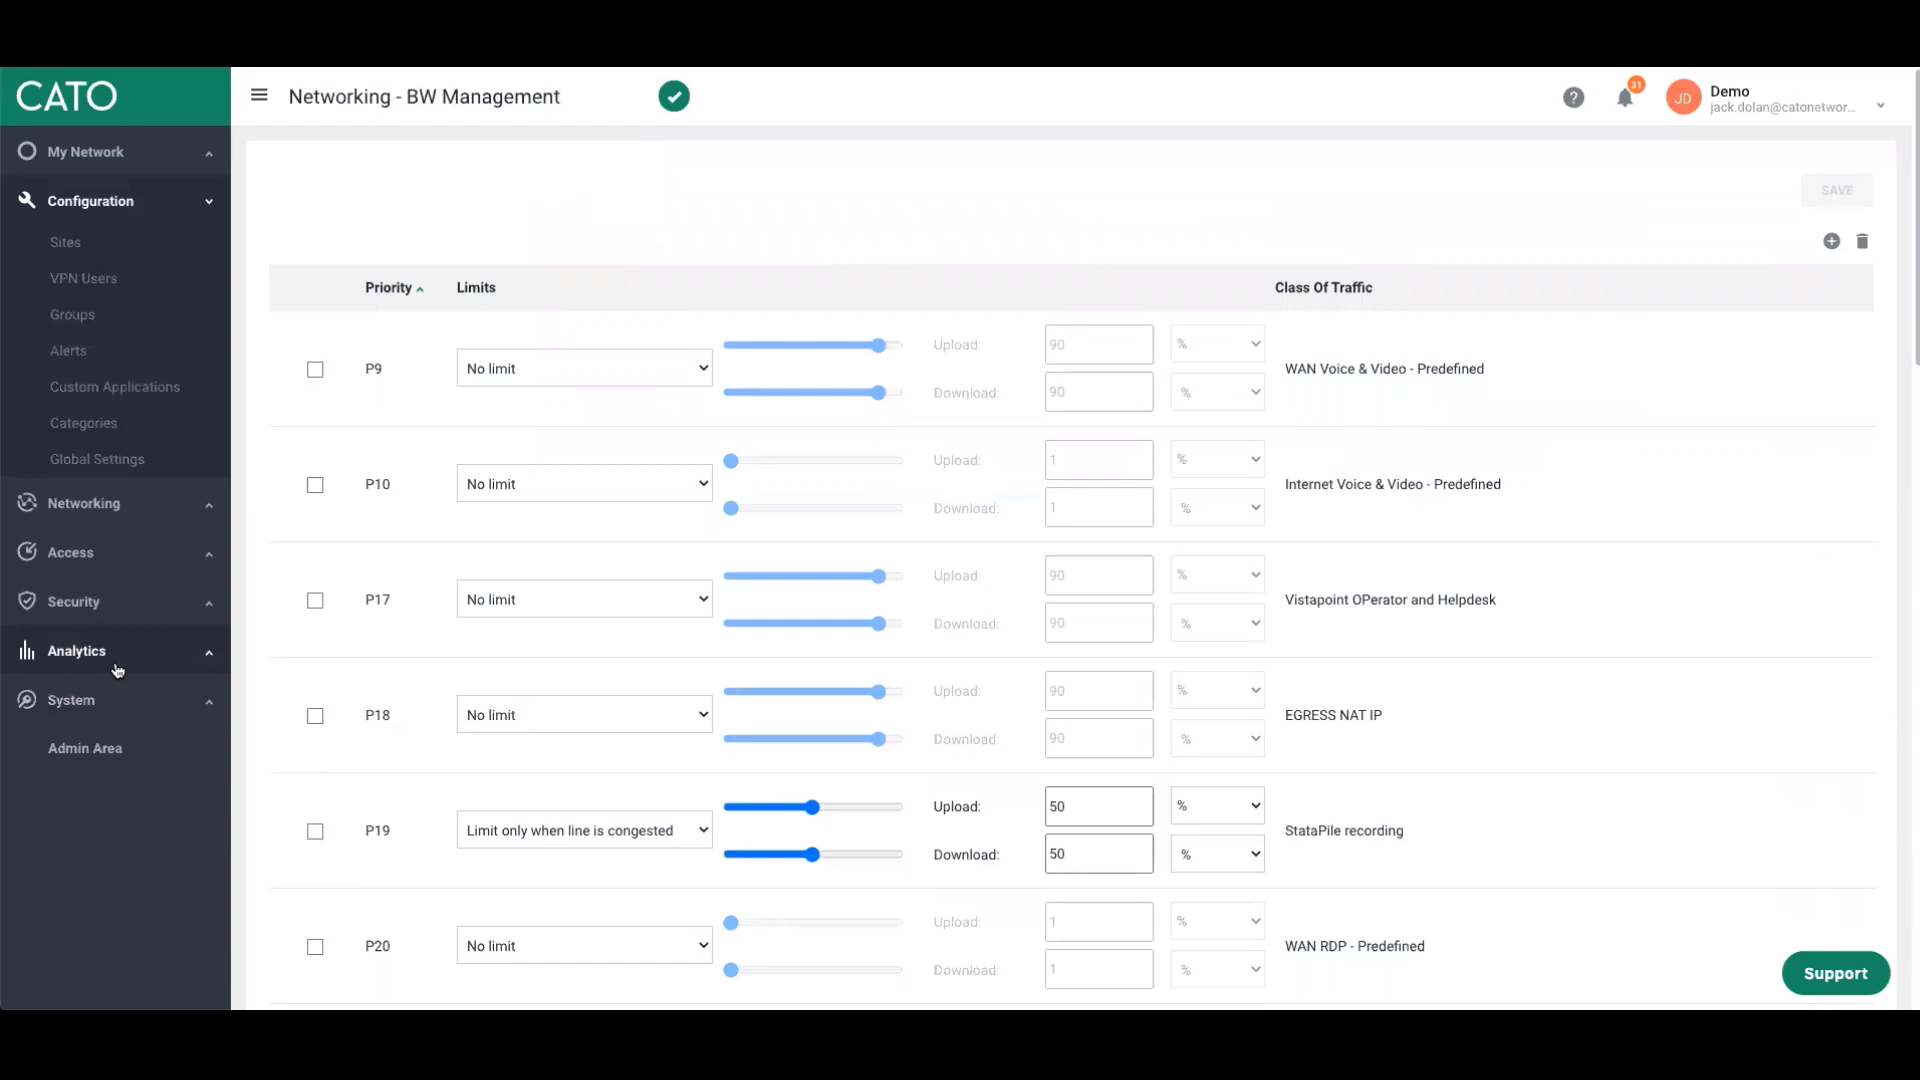 CATO
Networking - BW Management
?
31
JD
Demo
jack.dolan@catonetwor...
My Network
Configuration
Sites
VPN Users
Groups
Alerts
Custom Applications
Categories
Global Settings
Networking
Access
Security
Analytics
System
Admin Area
SAVE
Priority Limits Class Of Traffic
P9 No limit Upload: 90 % WAN Voice & Video - Predefined
Download: 90 %
P10 No limit Upload: 1 % Internet Voice & Video - Predefined
Download: 1 %
P17 No limit Upload: 90 % Vistapoint OPerator and Helpdesk
Download: 90 %
P18 No limit Upload: 90 % EGRESS NAT IP
Download: 90 %
P19 Limit only when line is congested Upload: 50 % StataPile recording
Download: 50 %
P20 No limit Upload: 1 % WAN RDP - Predefined
Download: 1 %
Support